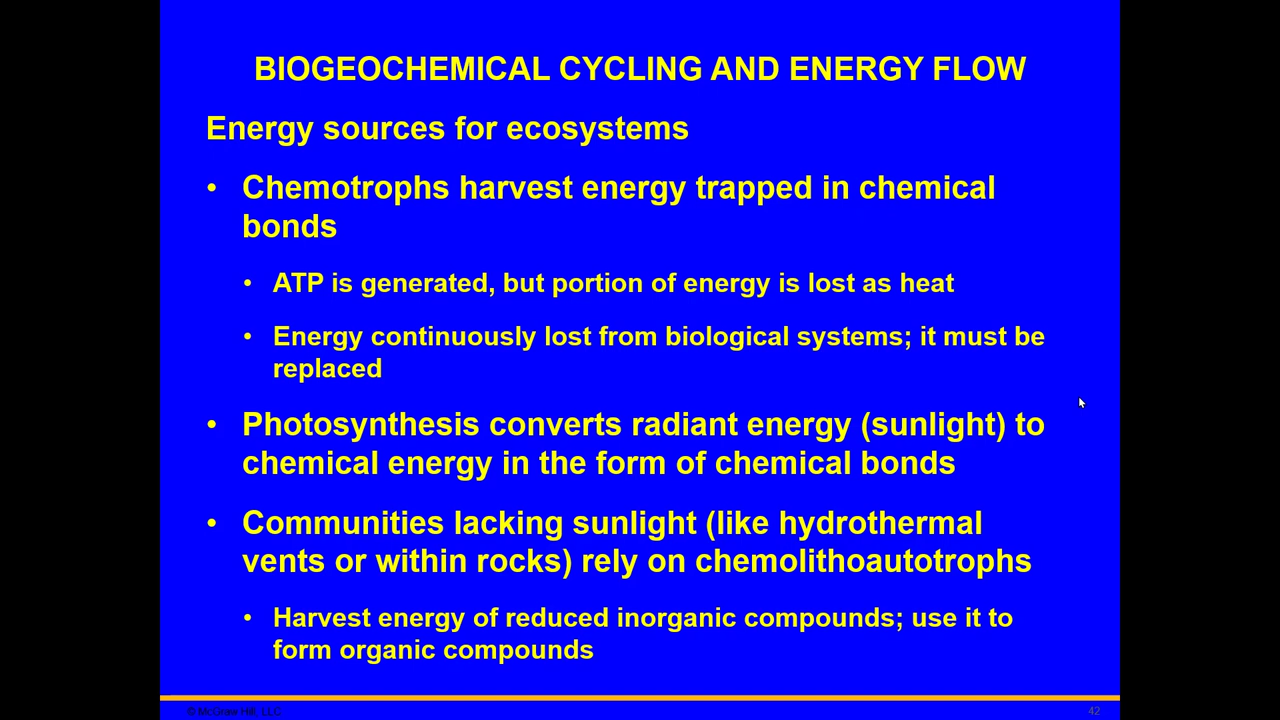 BIOGEOCHEMICAL CYCLING AND ENERGY FLOW
Energy sources for ecosystems
• Chemotrophs harvest energy trapped in chemical
bonds
• ATP is generated, but portion of energy is lost as heat
• Energy continuously lost from biological systems; it must be
replaced
• Photosynthesis converts radiant energy (sunlight) to
chemical energy in the form of chemical bonds
• Communities lacking sunlight (like hydrothermal
vents or within rocks) rely on chemolithoautotrophs
• Harvest energy of reduced inorganic compounds; use it to
form organic compounds
© McGraw Hill, LLC
42